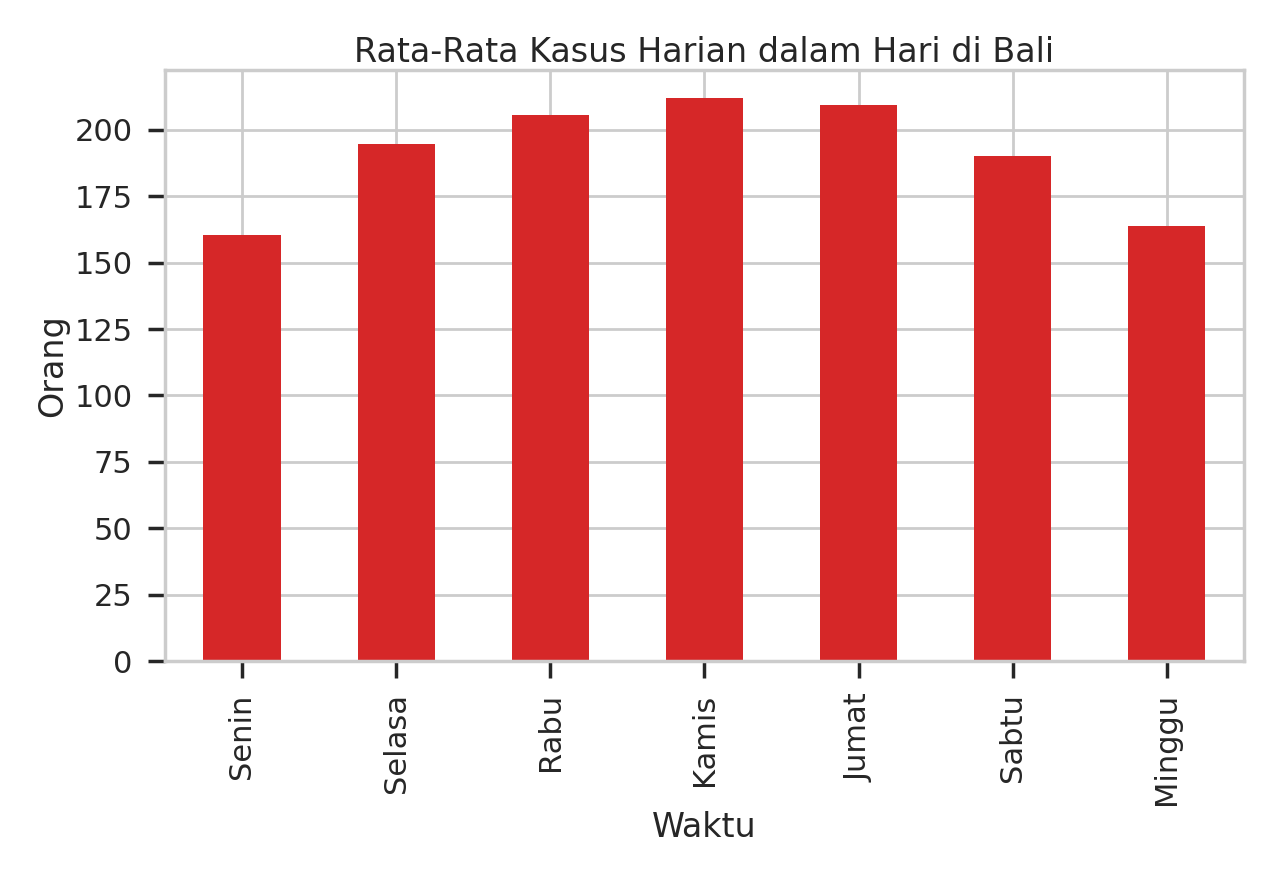 Rata-Rata Kasus Harian dalam Hari di Bali
Orang
200
175
150
125
100
75
50
25
0
Senin
Selasa
Rabu
Kamis
Jumat
Sabtu
Minggu
Waktu